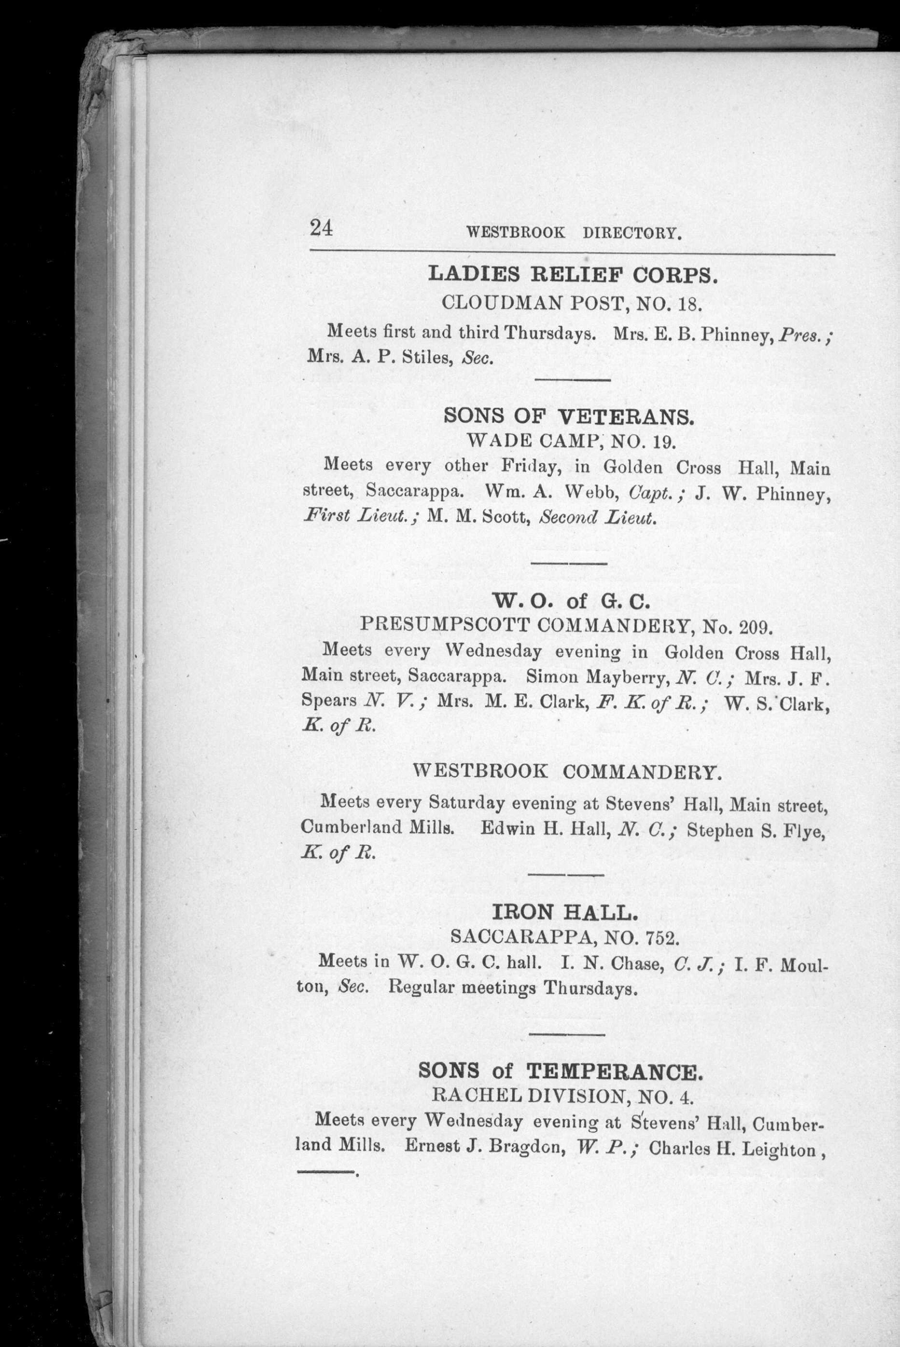 24
WESTBROOK DIRECTORY.
LADIES RELIEF CORPS.
CLOUDMAN POST, NO. 18.
Meets first and third Thursdays. Mrs. E. B. Phinney, Pres.;
Mrs. A. P. Stiles, Sec.
SONS OF VETERANS.
WADE CAMP, NO. 19.
Meets every other Friday, in Golden Cross Hall, Main
street, Saccarappa. Wm. A. Webb, Capt.; J. W. Phinney,
First Lieut.; M. M. Scott, Second Lieut.
W. O. of G. C.
PRESUMPSCOTT COMMANDERY, No. 209.
Meets every Wednesday evening in Golden Cross Hall,
Main street, Saccarappa. Simon Mayberry, N. C.; Mrs. J. F.
Spears N. V.; Mrs. M. E. Clark, F. K. of R.; W. S. Clark,
K. of R.
WESTBROOK COMMANDERY.
Meets every Saturday evening at Stevens' Hall, Main street,
Cumberland Mills. Edwin H. Hall, N. C.; Stephen S. Flye,
K. of R.
IRON HALL.
SACCARAPPA, NO. 752.
Meets in W. O. G. C. hall. I. N. Chase, C. J.; I. F. Moul-
ton, Sec. Regular meetings Thursdays.
SONS of TEMPERANCE.
RACHEL DIVISION, NO. 4.
Meets every Wednesday evening at Stevens' Hall, Cumber-
land Mills. Ernest J. Bragdon, W. P.; Charles H. Leighton,
———.